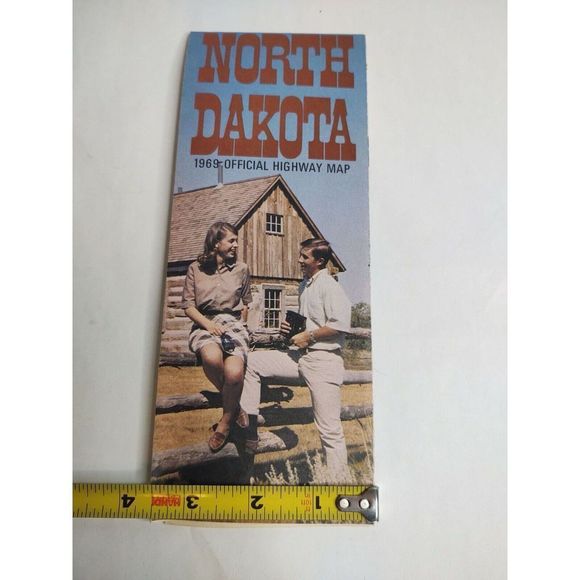 NORTH
DAKOTA
1969 OFFICIAL HIGHWAY MAP
4 3 2 1